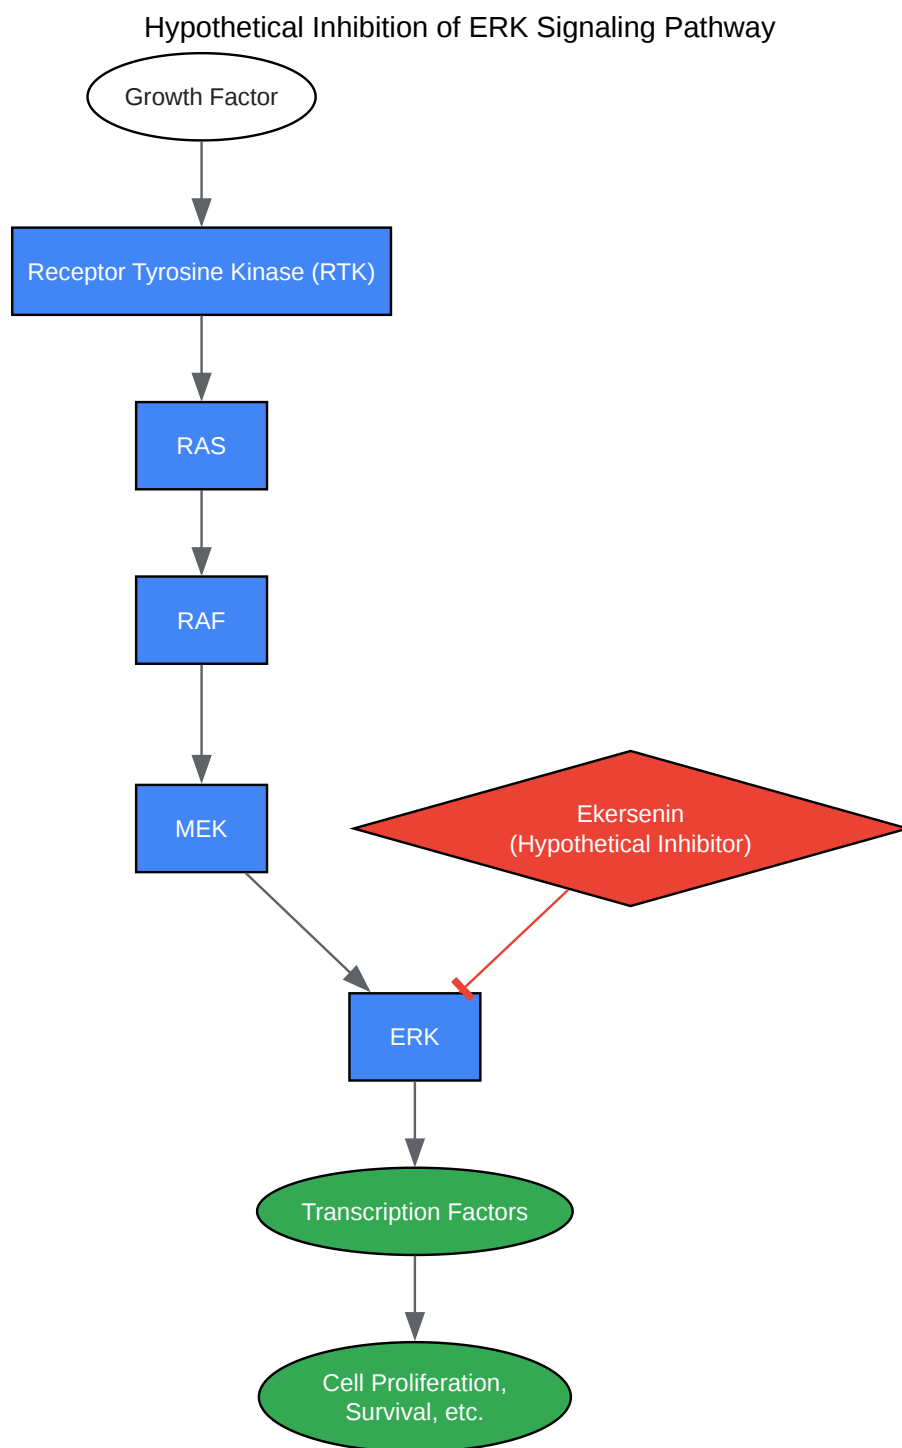 Hypothetical Inhibition of ERK Signaling Pathway
Growth Factor
Receptor Tyrosine Kinase (RTK)
RAS
RAF
MEK
Ekersenin
(Hypothetical Inhibitor)
ERK
Transcription Factors
Cell Proliferation,
Survival, etc.